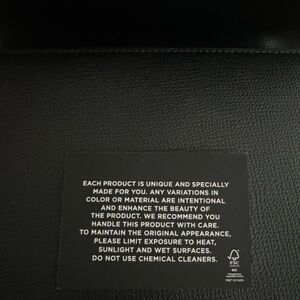 EACH PRODUCT IS UNIQUE AND SPECIALLY
MADE FOR YOU. ANY VARIATIONS IN
COLOR OR MATERIAL ARE INTENTIONAL
AND ENHANCE THE BEAUTY OF
THE PRODUCT. WE RECOMMEND YOU
HANDLE THIS PRODUCT WITH CARE.
TO MAINTAIN THE ORIGINAL APPEARANCE,
PLEASE LIMIT EXPOSURE TO HEAT,
SUNLIGHT AND WET SURFACES.
DO NOT USE CHEMICAL CLEANERS.
FSC